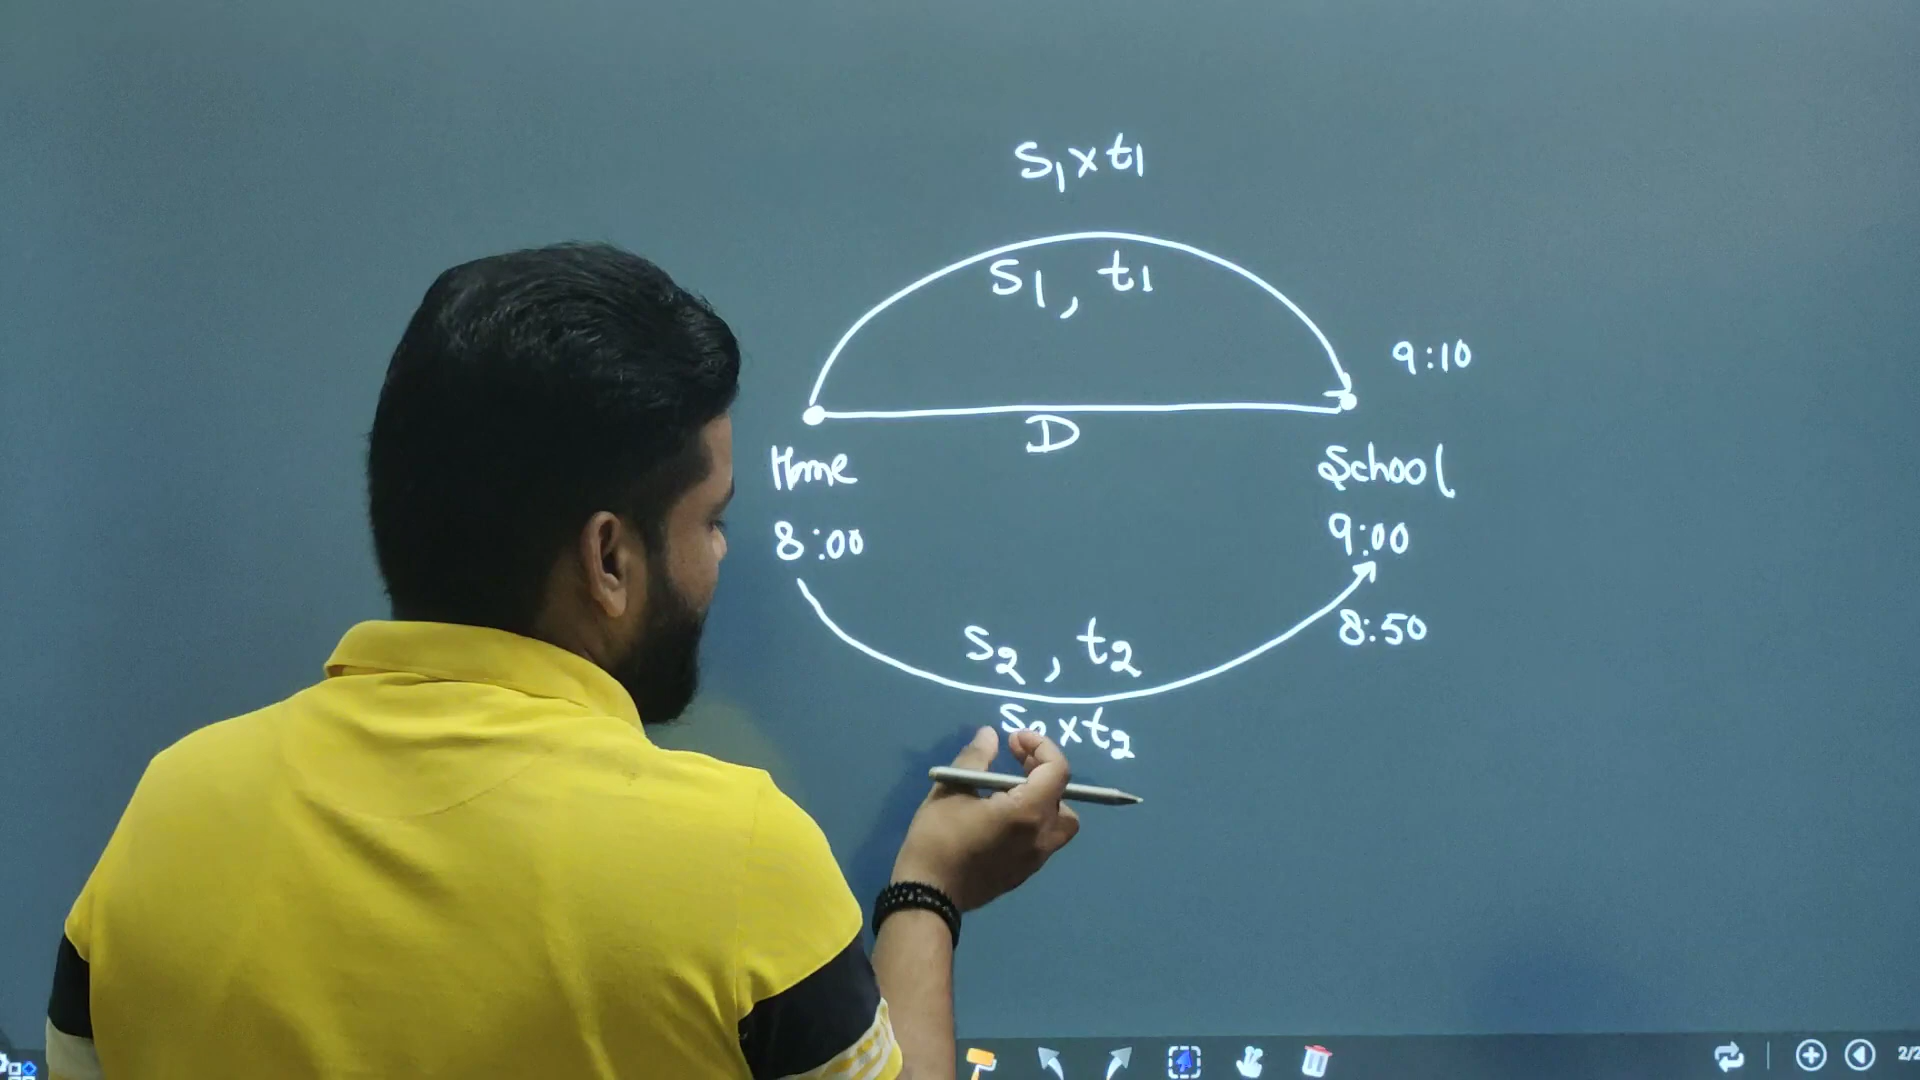 S₁×t₁
S₁, t₁
9:10
D
Home
School
8:00
9:00
8:50
S₂, t₂
S₂×t₂